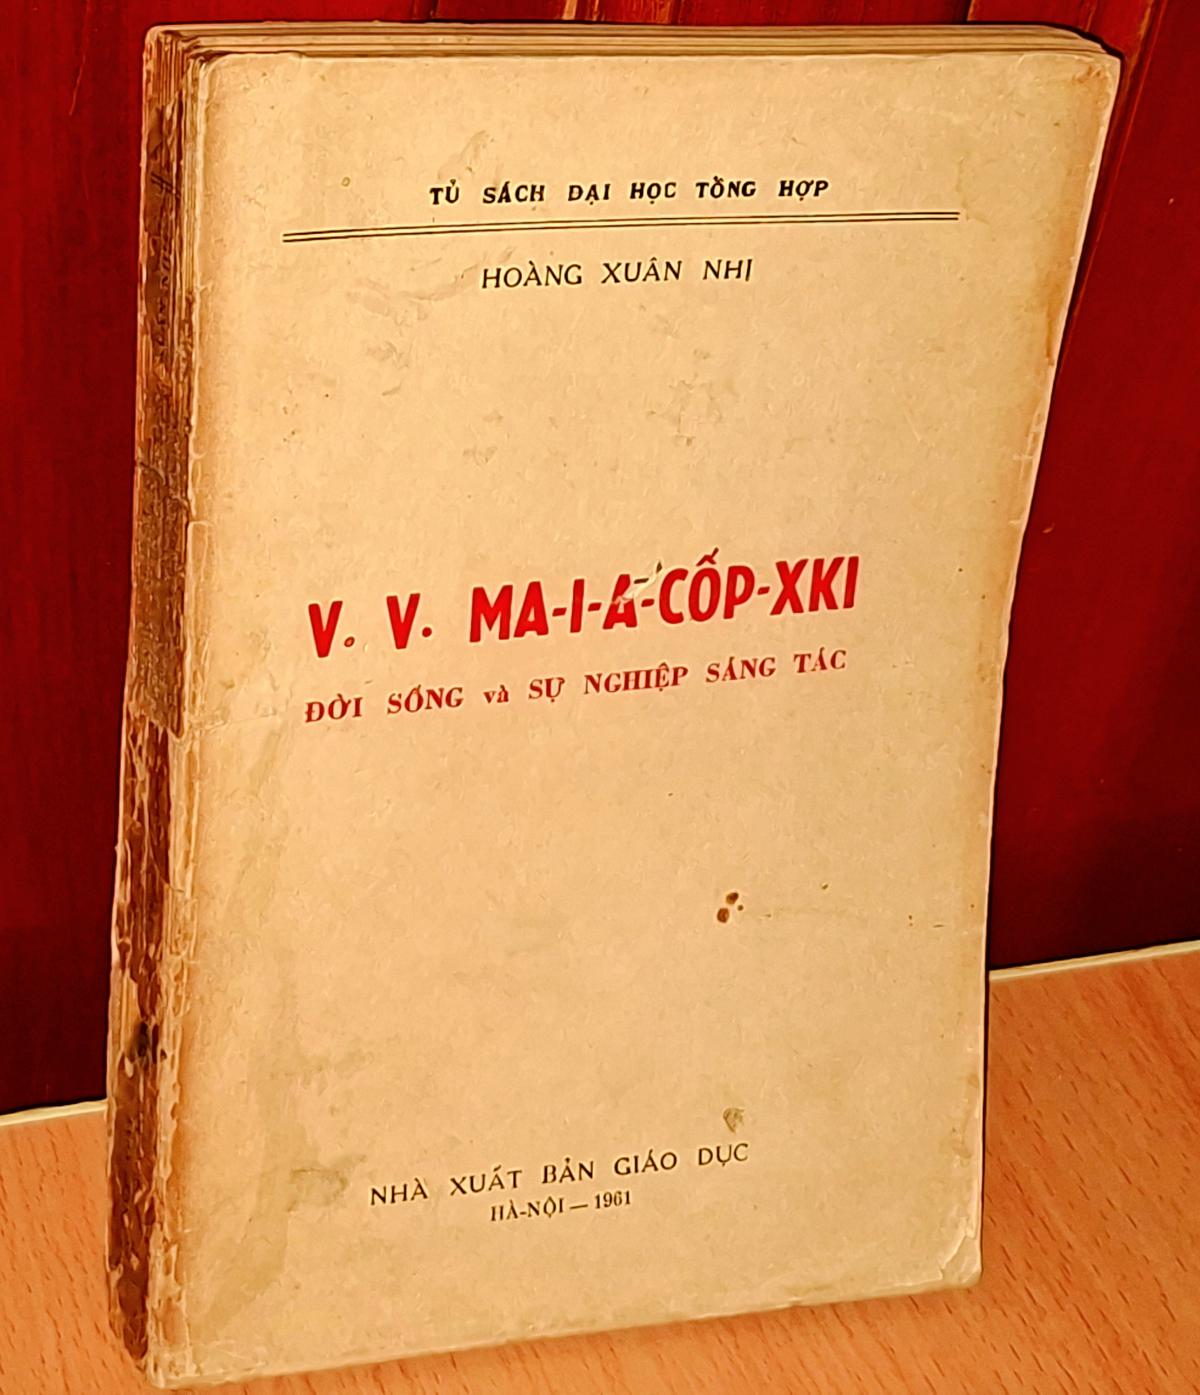 TỦ SÁCH ĐẠI HỌC TỔNG HỢP
HOÀNG XUÂN NHỊ
V. V. MA-I-A-CỐP-XKI
ĐỜI SỐNG và SỰ NGHIỆP SÁNG TÁC
NHÀ XUẤT BẢN GIÁO DỤC
HÀ-NỘI — 1961